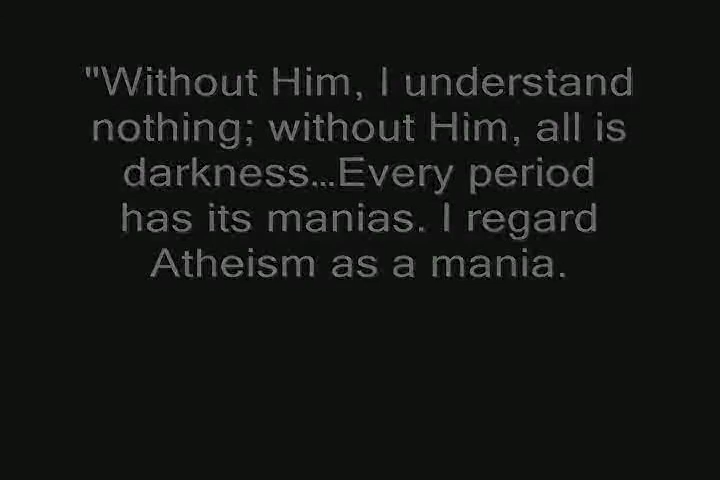 "Without Him, I understand
nothing; without Him, all is
darkness...Every period
has its manias. I regard
Atheism as a mania.